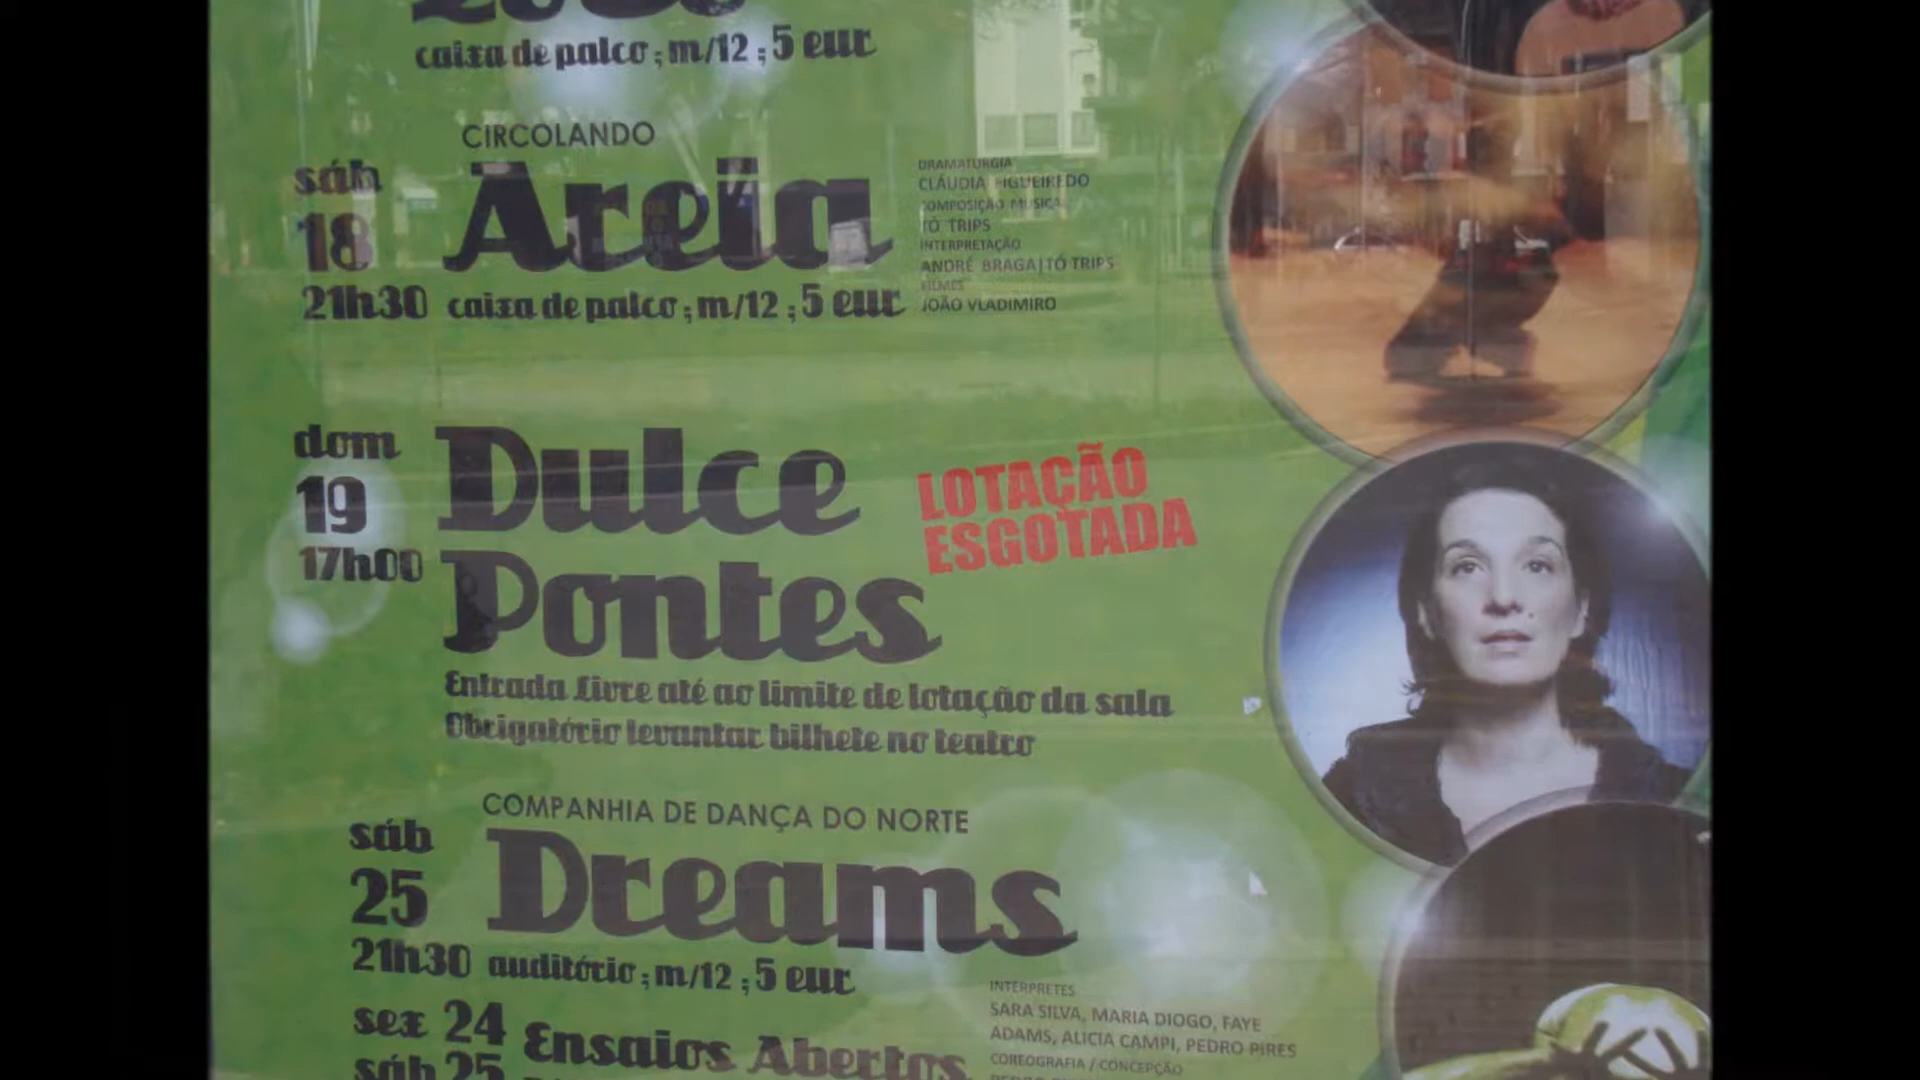 caixa de palco ; m/12 ; 5 eur
CIRCOLANDO
sáb
18
21h30
Areia
caixa de palco ; m/12 ; 5 eur
DRAMATURGIA
CLÁUDIA FIGUEIREDO
COMPOSIÇÃO MUSICAL
TÓ TRIPS
INTERPRETAÇÃO
ANDRÉ BRAGA|TÓ TRIPS
FILMES
JOÃO VLADIMIRO
dom
19
17h00
Dulce
Pontes
LOTAÇÃO
ESGOTADA
Entrada Livre até ao limite de lotação da sala
Obrigatório levantar bilhete no teatro
COMPANHIA DE DANÇA DO NORTE
sáb
25
21h30
Dreams
auditório ; m/12 ; 5 eur
INTERPRETES
SARA SILVA, MARIA DIOGO, FAYE
ADAMS, ALICIA CAMPI, PEDRO PIRES
COREOGRAFIA / CONCEPÇÃO
sex 24
sáb 25
Ensaios Abertos